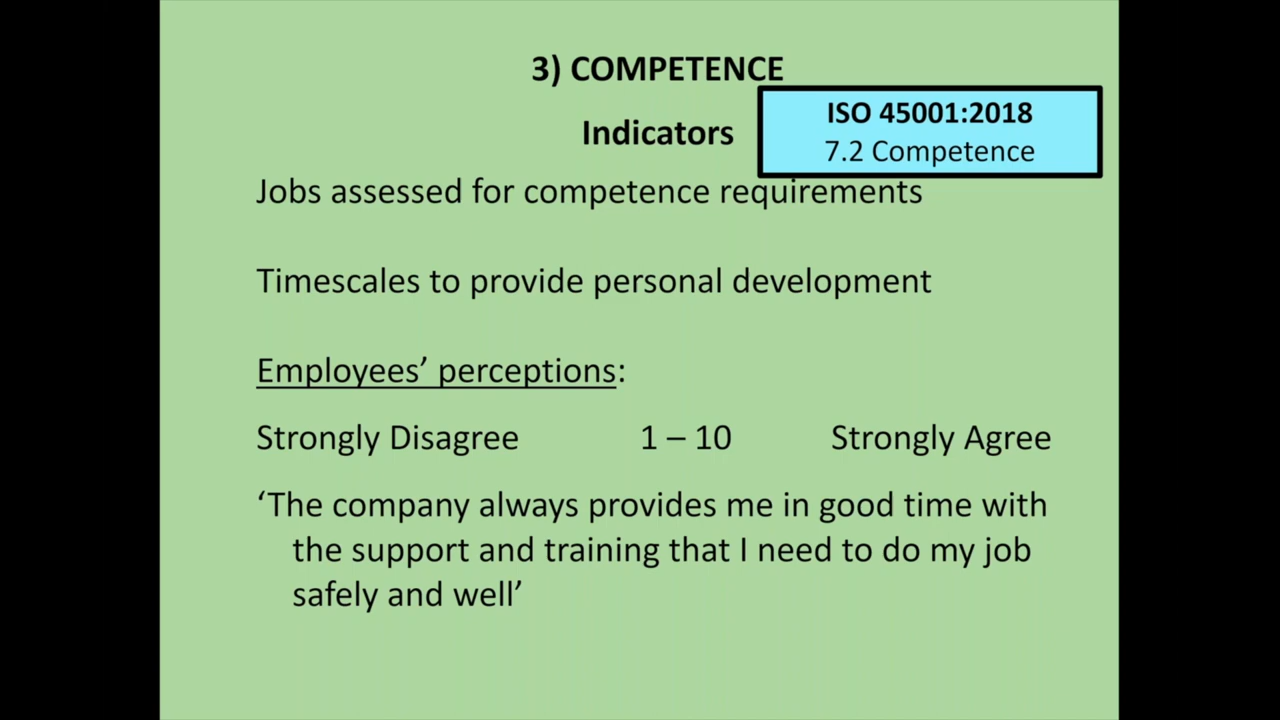 3) COMPETENCE
Indicators
ISO 45001:2018
7.2 Competence
Jobs assessed for competence requirements
Timescales to provide personal development
Employees’ perceptions:
Strongly Disagree 1 – 10 Strongly Agree
‘The company always provides me in good time with
the support and training that I need to do my job
safely and well’